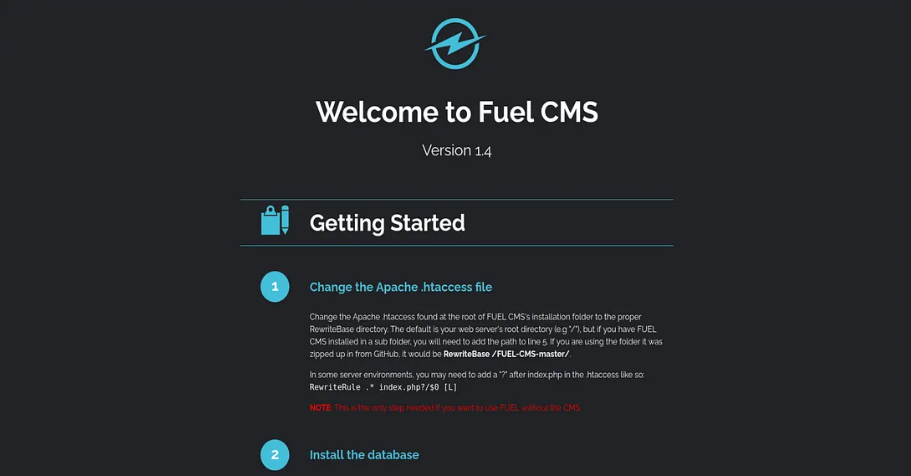 Welcome to Fuel CMS
Version 1.4
Getting Started
1
Change the Apache .htaccess file
Change the Apache .htaccess found at the root of FUEL CMS's installation folder to the proper
RewriteBase directory. The default is your web server's root directory (e.g "/"), but if you have FUEL
CMS installed in a sub folder, you will need to add the path to line 5. If you are using the folder it was
zipped up in from GitHub, it would be RewriteBase /FUEL-CMS-master/.
In some server environments, you may need to add a "?" after index.php in the .htaccess like so:
RewriteRule .* index.php?/$0 [L]
NOTE: This is the only step needed if you want to use FUEL without the CMS.
2
Install the database